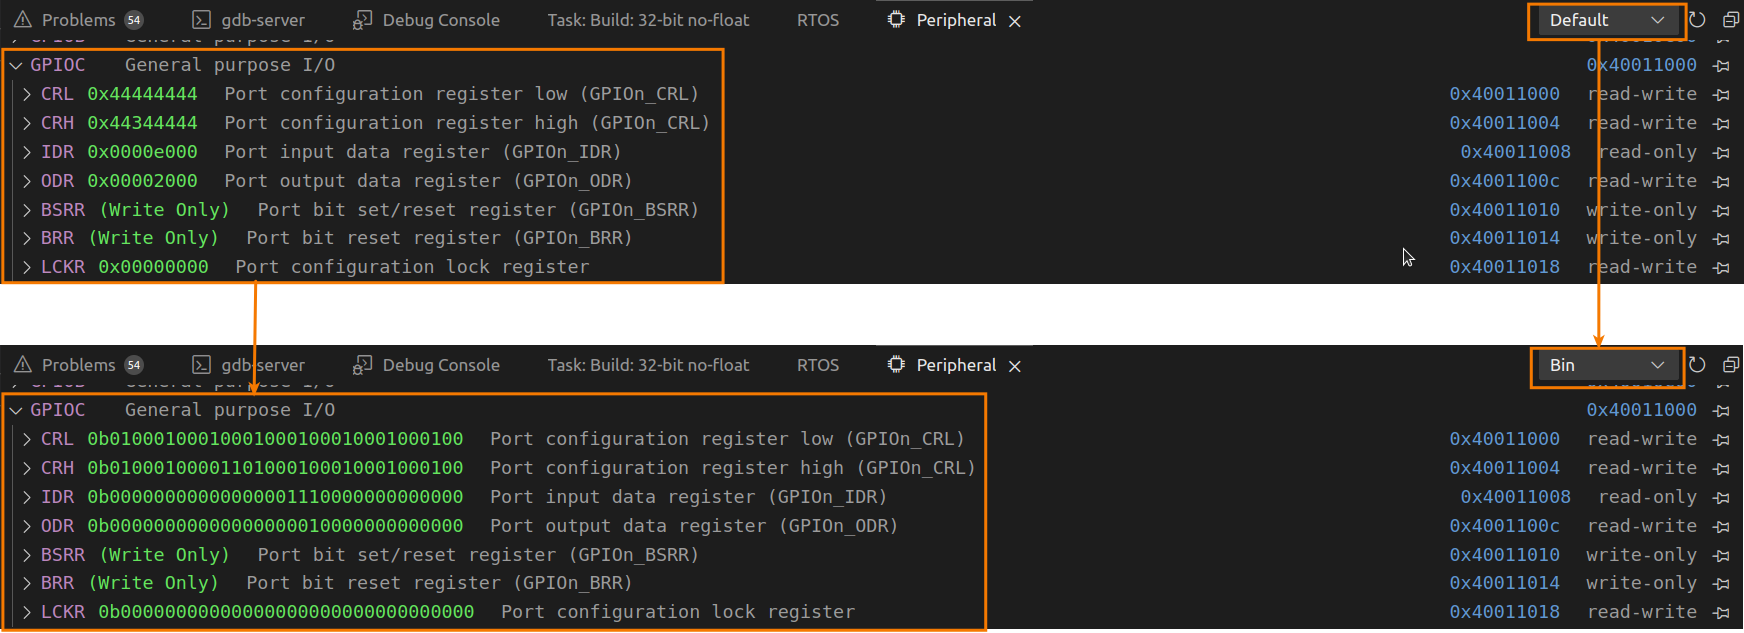 Problems 54 gdb-server Debug Console Task: Build: 32-bit no-float RTOS Peripheral Default
GPIOC General purpose I/O 0x40011000
CRL 0x44444444 Port configuration register low (GPIOn_CRL) 0x40011000 read-write
CRH 0x44344444 Port configuration register high (GPIOn_CRL) 0x40011004 read-write
IDR 0x0000e000 Port input data register (GPIOn_IDR) 0x40011008 read-only
ODR 0x00002000 Port output data register (GPIOn_ODR) 0x4001100c read-write
BSRR (Write Only) Port bit set/reset register (GPIOn_BSRR) 0x40011010 write-only
BRR (Write Only) Port bit reset register (GPIOn_BRR) 0x40011014 write-only
LCKR 0x00000000 Port configuration lock register 0x40011018 read-write
Problems 54 gdb-server Debug Console Task: Build: 32-bit no-float RTOS Peripheral Bin
GPIOC General purpose I/O 0x40011000
CRL 0b01000100010001000100010001000100 Port configuration register low (GPIOn_CRL) 0x40011000 read-write
CRH 0b01000100001101000100010001000100 Port configuration register high (GPIOn_CRL) 0x40011004 read-write
IDR 0b00000000000000001110000000000000 Port input data register (GPIOn_IDR) 0x40011008 read-only
ODR 0b00000000000000000010000000000000 Port output data register (GPIOn_ODR) 0x4001100c read-write
BSRR (Write Only) Port bit set/reset register (GPIOn_BSRR) 0x40011010 write-only
BRR (Write Only) Port bit reset register (GPIOn_BRR) 0x40011014 write-only
LCKR 0b00000000000000000000000000000000 Port configuration lock register 0x40011018 read-write